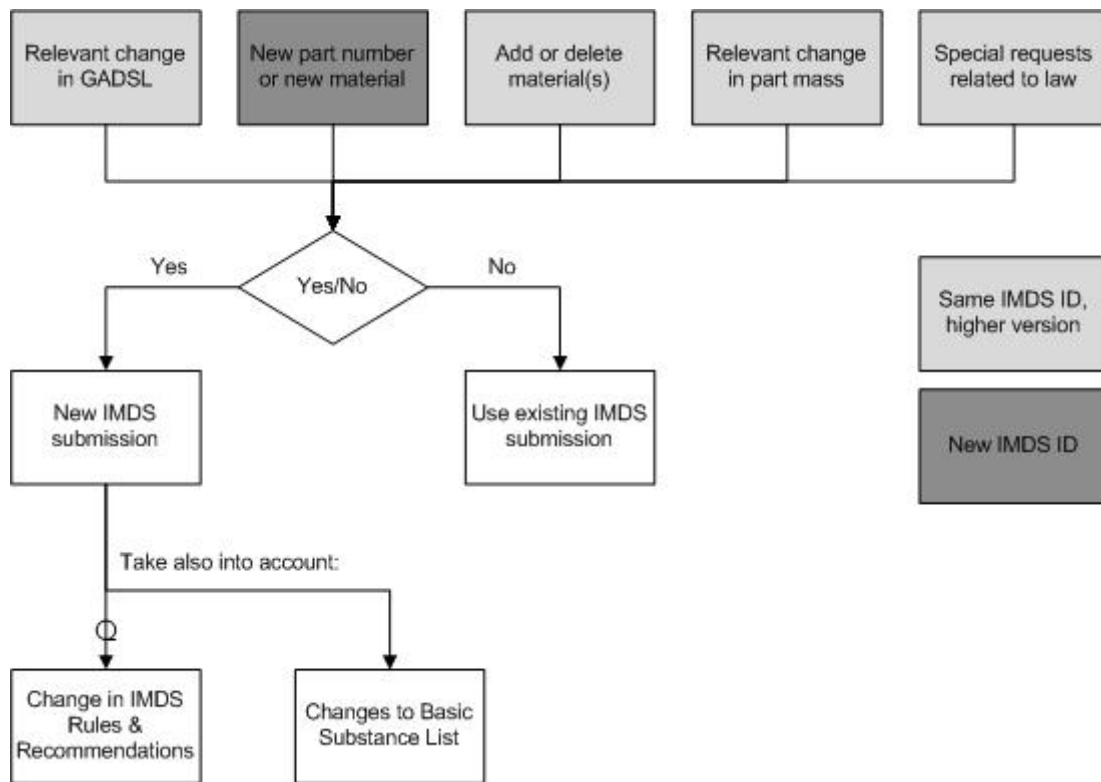 Relevant change
in GADSL
New part number
or new material
Add or delete
material(s)
Relevant change
in part mass
Special requests
related to law
Yes
Yes/No
No
Same IMDS ID,
higher version
New IMDS
submission
Use existing IMDS
submission
New IMDS ID
Take also into account:
Change in IMDS
Rules &
Recommendations
Changes to Basic
Substance List